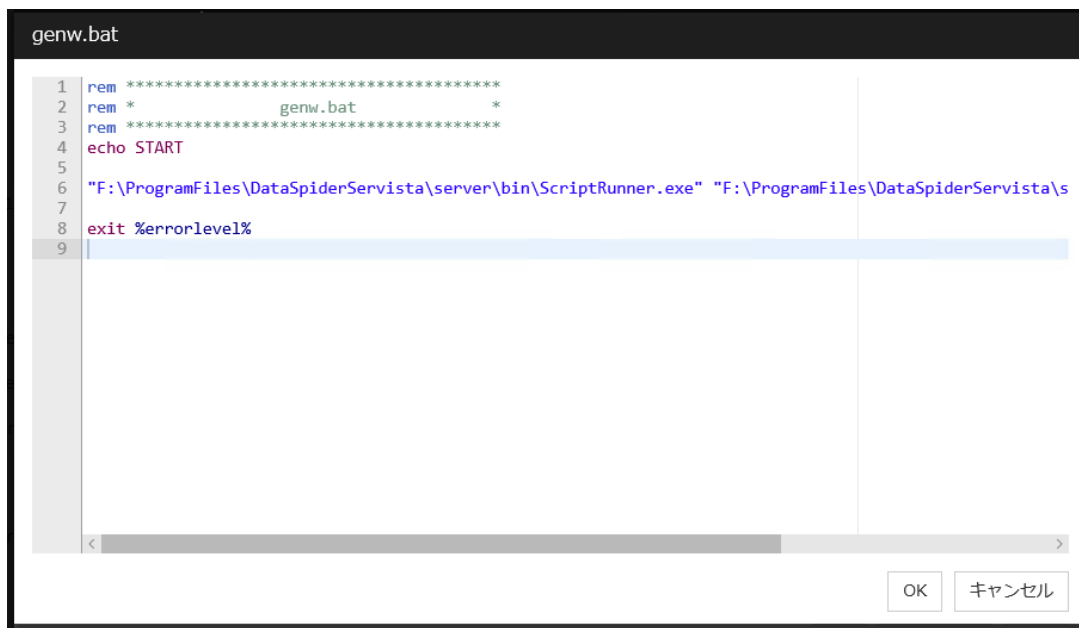 genw.bat
1 rem ***************************************
2 rem * genw.bat *
3 rem ***************************************
4 echo START
5
6 "F:\ProgramFiles\DataSpiderServista\server\bin\ScriptRunner.exe" "F:\ProgramFiles\DataSpiderServista\s
7
8 exit %errorlevel%
9
OK キャンセル